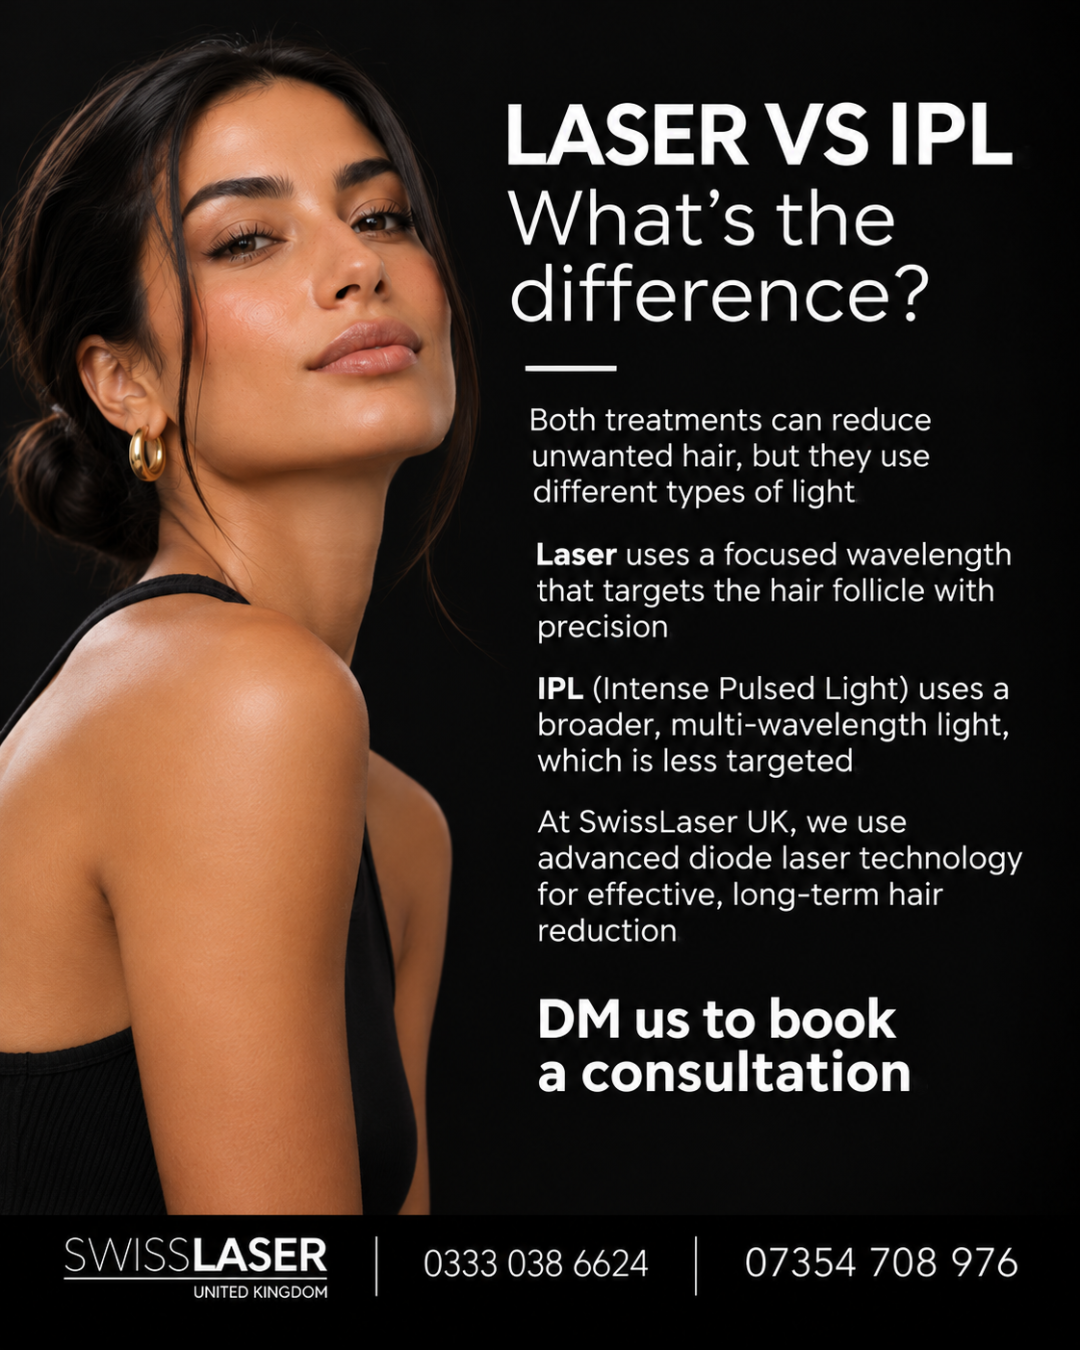 LASER VS IPL
What's the
difference?
Both treatments can reduce
unwanted hair, but they use
different types of light
Laser uses a focused wavelength
that targets the hair follicle with
precision
IPL (Intense Pulsed Light) uses a
broader, multi-wavelength light,
which is less targeted
At SwissLaser UK, we use
advanced diode laser technology
for effective, long-term hair
reduction
DM us to book
a consultation
SWISSLASER
UNITED KINGDOM
0333 038 6624
07354 708 976